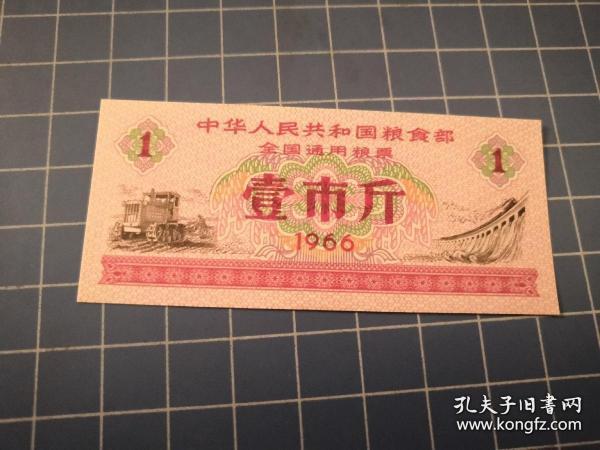 中华人民共和国粮食部
全国通用粮票
1
1
壹市斤
1966
孔夫子旧書网
www.kongfz.com